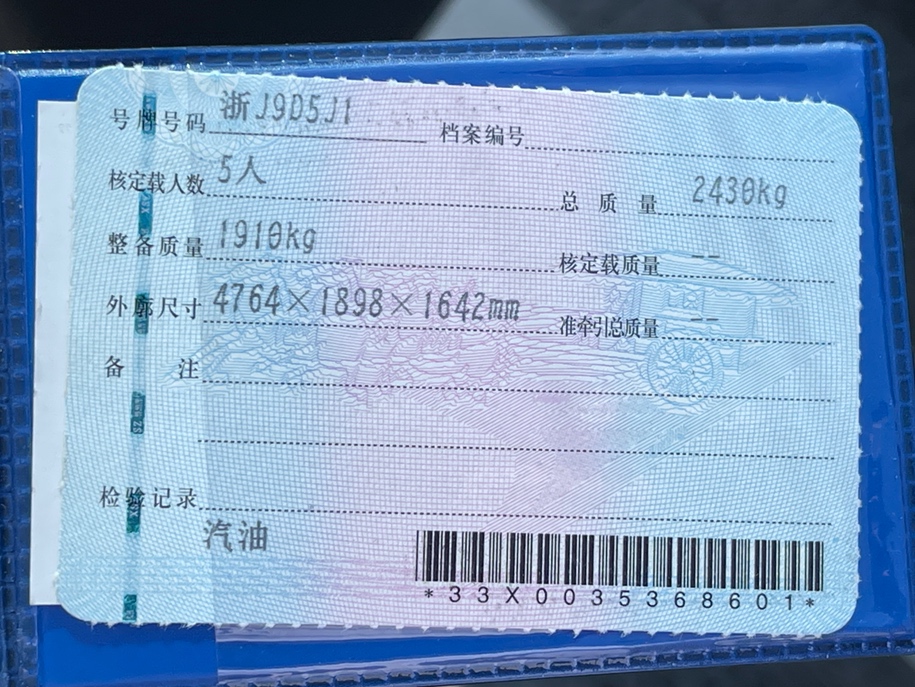 号牌号码 浙J9D5J1 档案编号
核定载人数 5人 总质量 2430kg
整备质量 1910kg 核定载质量 --
外廓尺寸 4764×1898×1642mm 准牵引总质量 --
备注
检验记录
汽油
*33X0035368601*